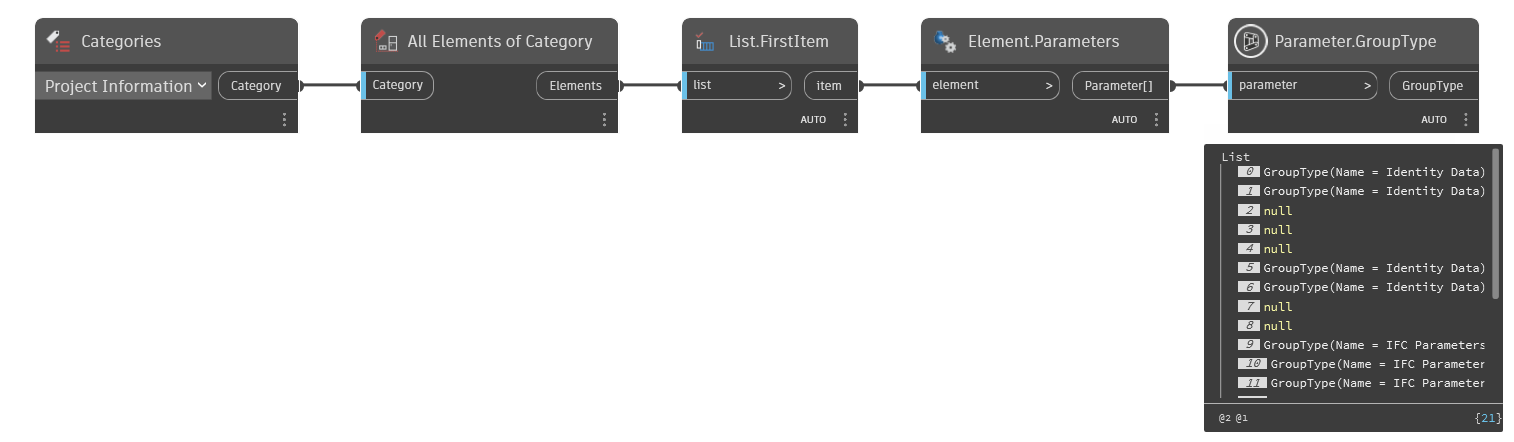 Categories
Project Information
Category
All Elements of Category
Category
Elements
List.FirstItem
list
>
item
AUTO
Element.Parameters
element
>
Parameter[]
AUTO
Parameter.GroupType
parameter
>
GroupType
AUTO
List
0 GroupType(Name = Identity Data)
1 GroupType(Name = Identity Data)
2 null
3 null
4 null
5 GroupType(Name = Identity Data)
6 GroupType(Name = Identity Data)
7 null
8 null
9 GroupType(Name = IFC Parameters
10 GroupType(Name = IFC Parameter
11 GroupType(Name = IFC Parameter
@2 @1
{21}